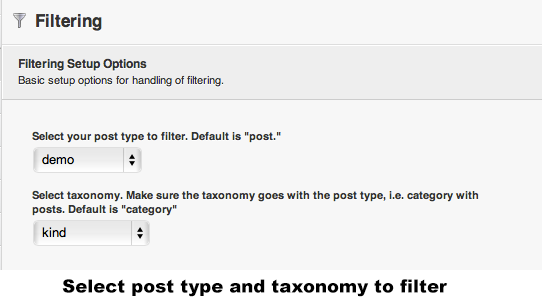 Filtering
Filtering Setup Options
Basic setup options for handling of filtering.
Select your post type to filter. Default is "post."
demo
Select taxonomy. Make sure the taxonomy goes with the post type, i.e. category with
posts. Default is "category"
kind
Select post type and taxonomy to filter